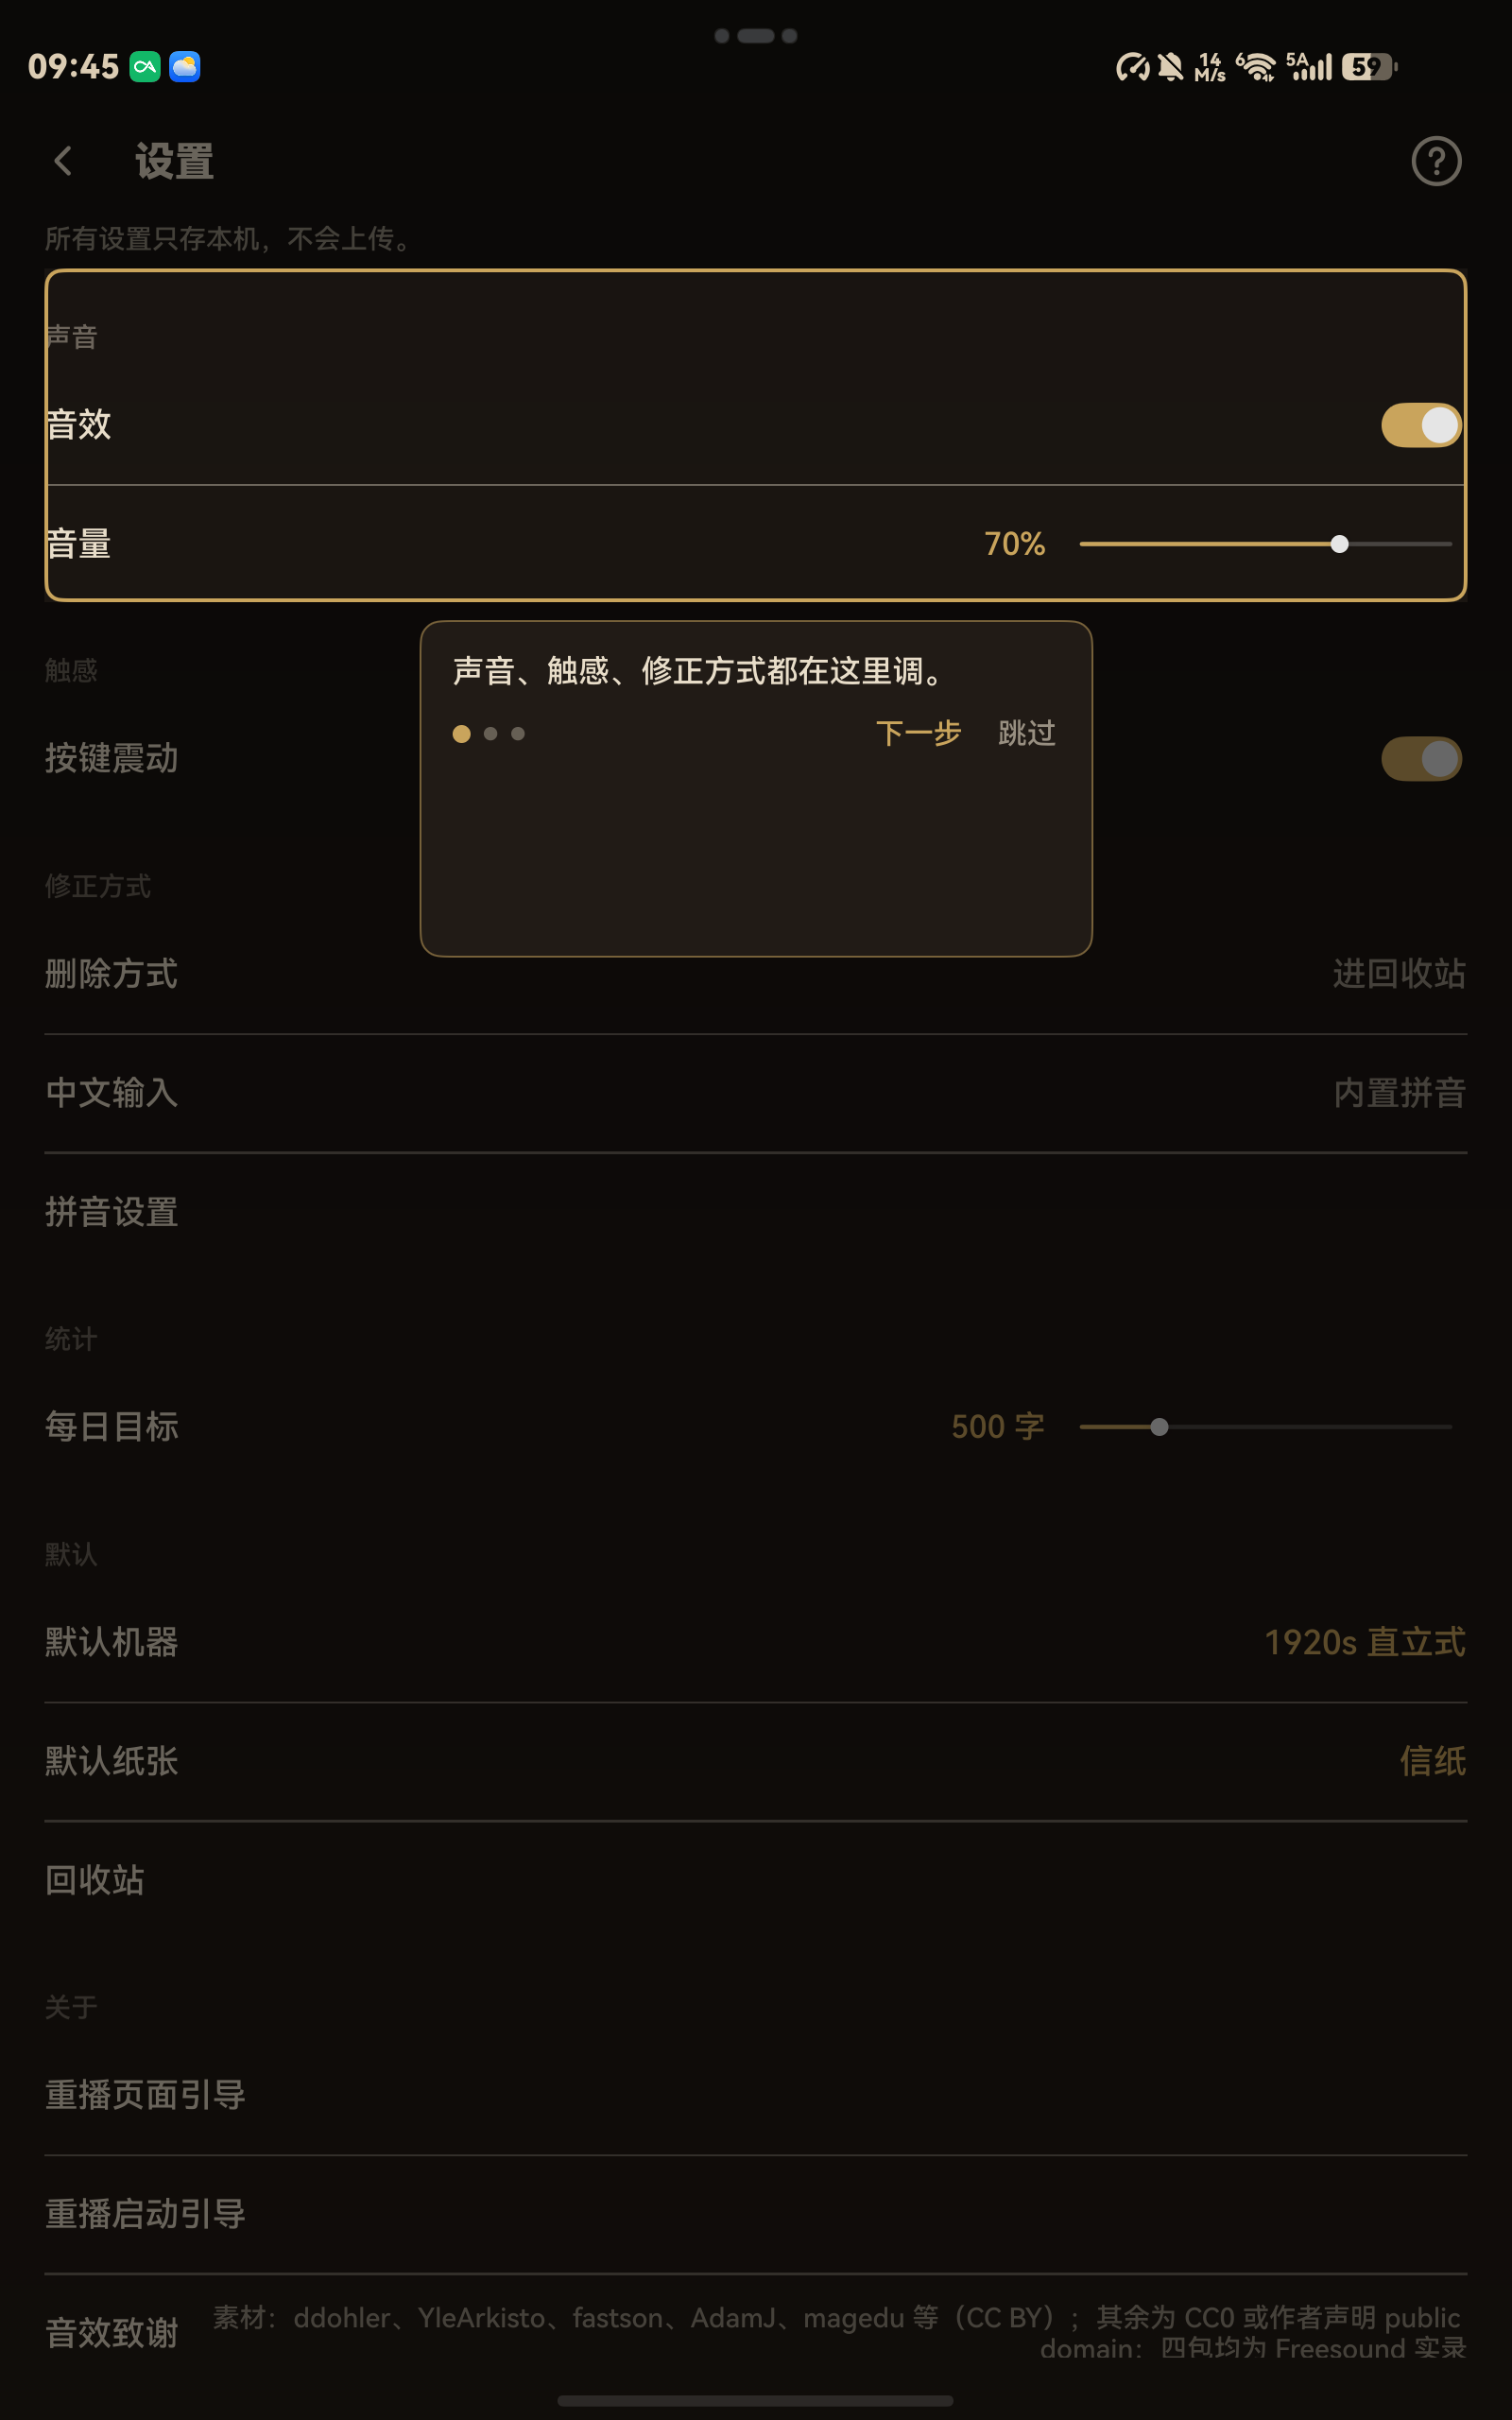 09:45
14 M/s
6
5A
59
设置
所有设置只存本机，不会上传。
声音
音效
音量
70%
声音、触感、修正方式都在这里调。
下一步
跳过
触感
按键震动
修正方式
删除方式
进回收站
中文输入
内置拼音
拼音设置
统计
每日目标
500 字
默认
默认机器
1920s 直立式
默认纸张
信纸
回收站
关于
重播页面引导
重播启动引导
音效致谢
素材：ddohler、YleArkisto、fastson、AdamJ、magedu 等（CC BY）；其余为 CC0 或作者声明 public
domain；四包均为 Freesound 实录